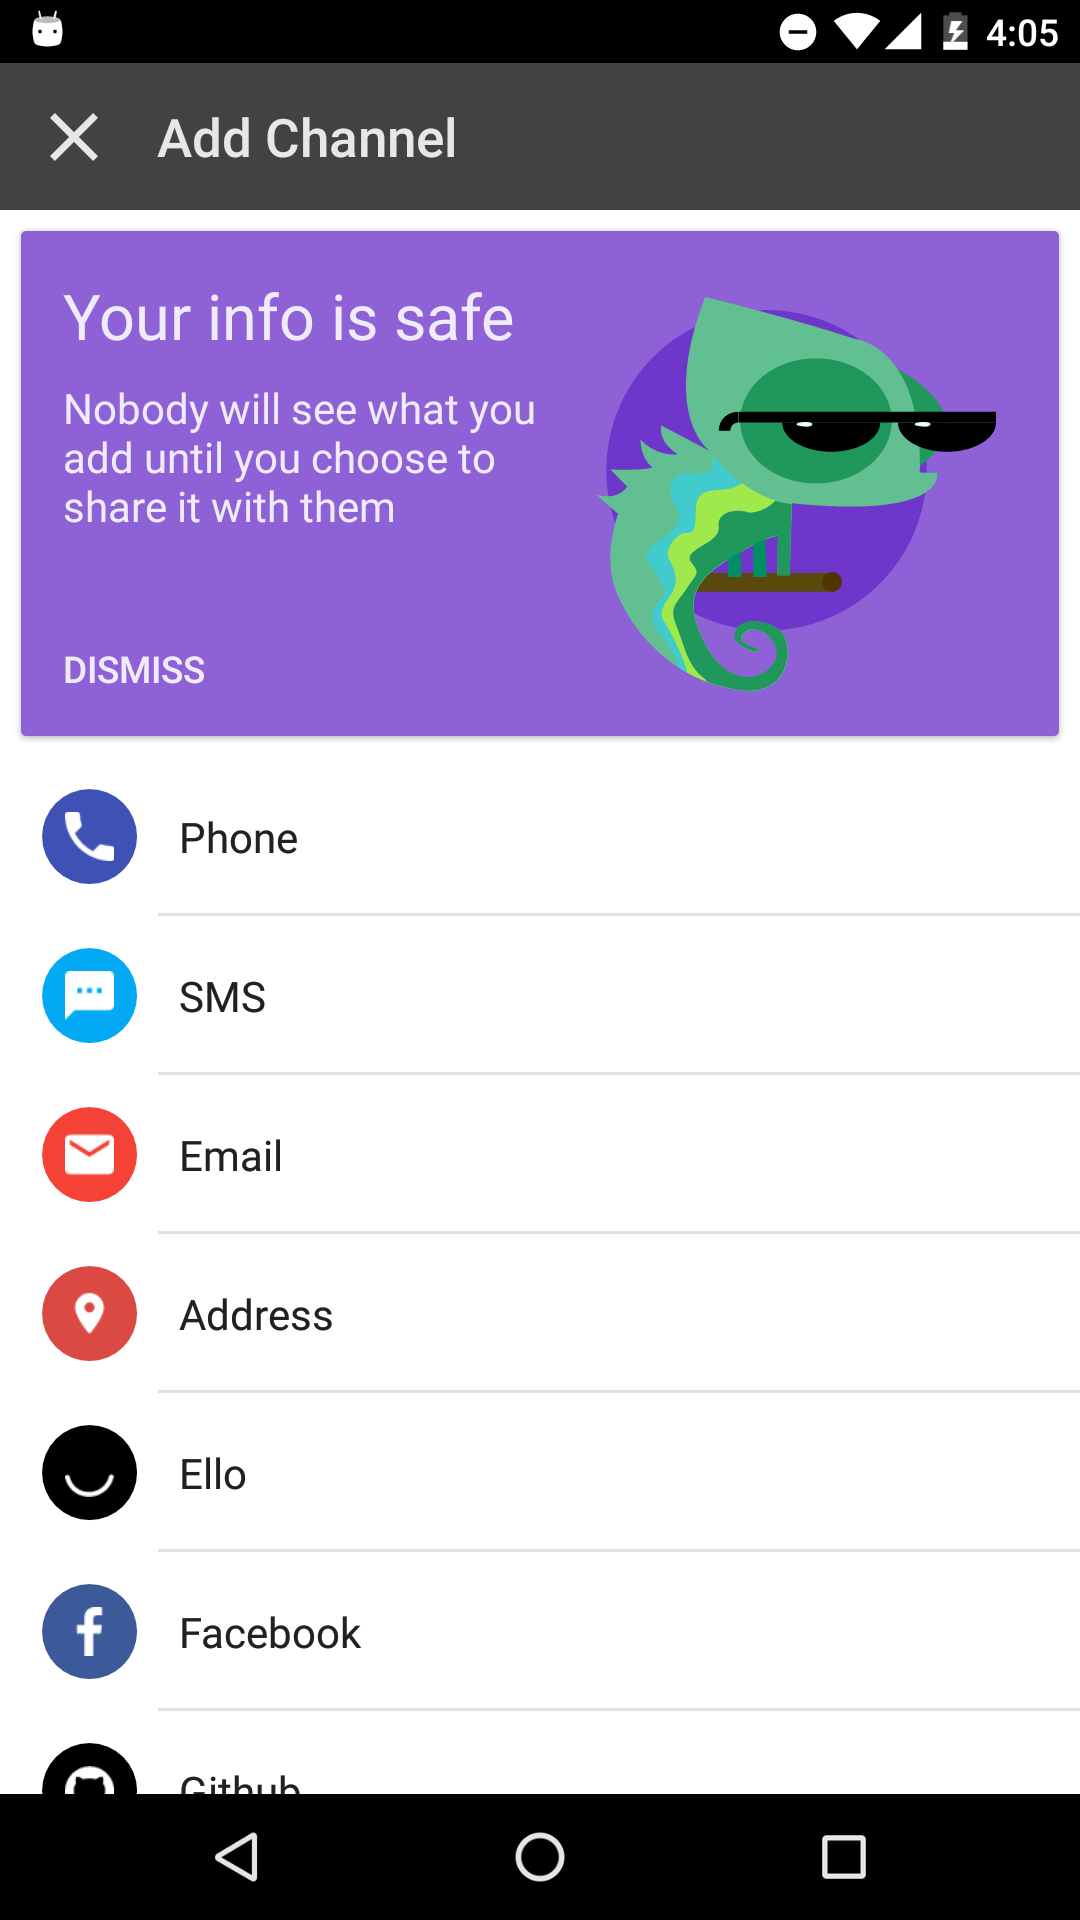 4:05
Add Channel
Your info is safe
Nobody will see what you
add until you choose to
share it with them
DISMISS
Phone
SMS
Email
Address
Ello
Facebook
Github